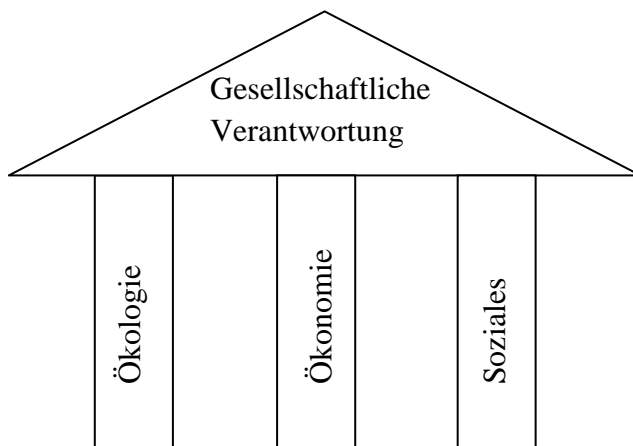 Gesellschaftliche
Verantwortung
Ökologie
Ökonomie
Soziales